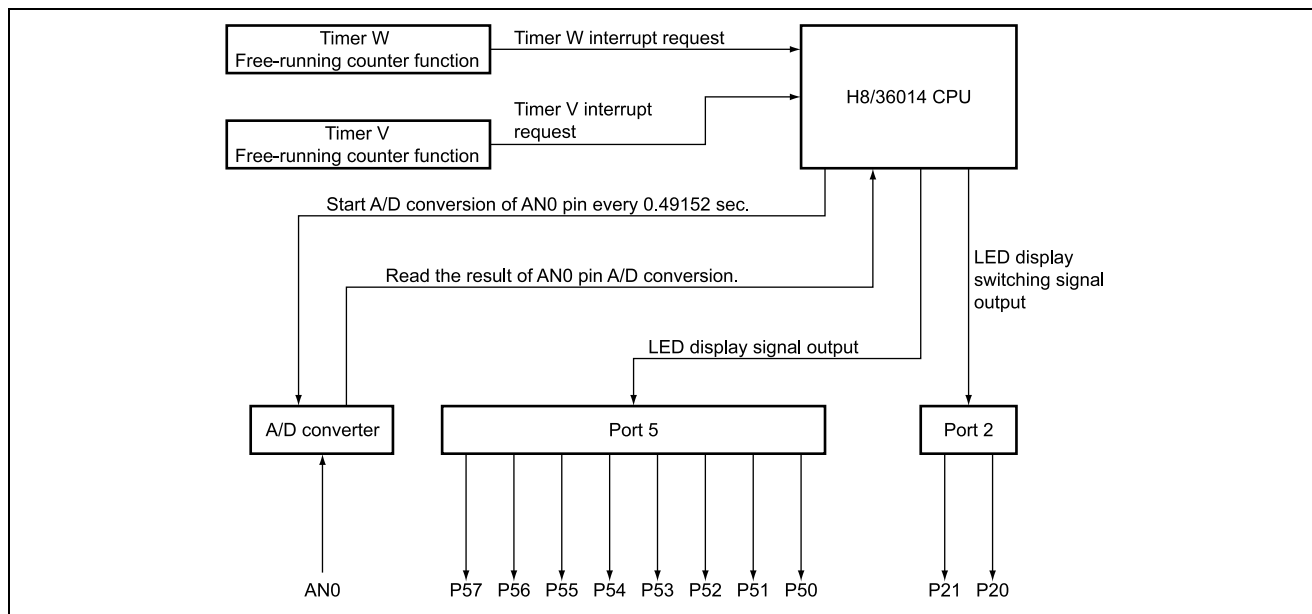 Timer W
Free-running counter function
Timer W interrupt request
H8/36014 CPU
Timer V
Free-running counter function
Timer V interrupt
request
Start A/D conversion of AN0 pin every 0.49152 sec.
Read the result of AN0 pin A/D conversion.
LED display
switching signal
output
LED display signal output
A/D converter
Port 5
Port 2
AN0
P57
P56
P55
P54
P53
P52
P51
P50
P21
P20